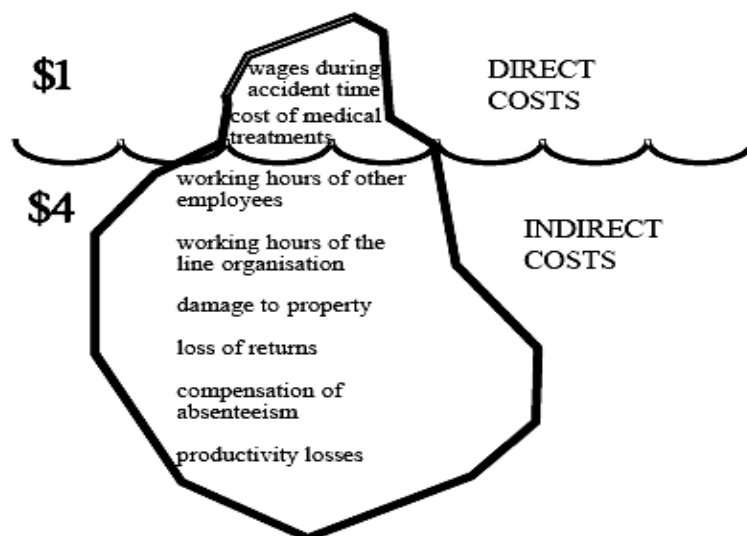 $1
wages during
accident time
cost of medical
treatments
DIRECT
COSTS
$4
working hours of other
employees
working hours of the
line organisation
damage to property
loss of returns
compensation of
absenteeism
productivity losses
INDIRECT
COSTS